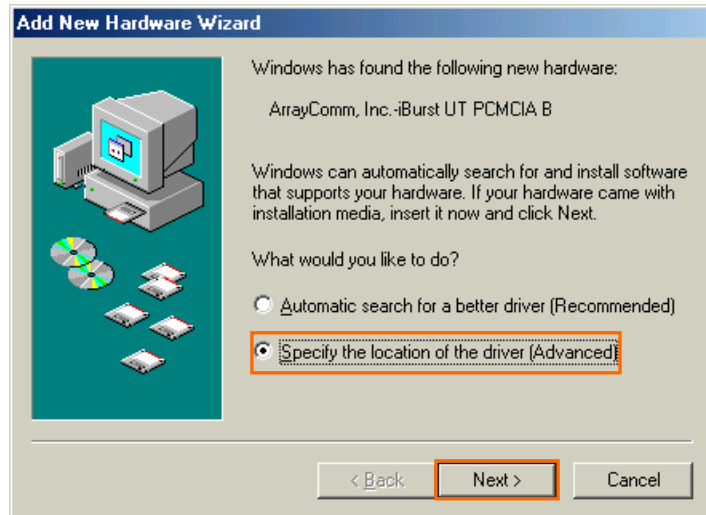 Add New Hardware Wizard
Windows has found the following new hardware:
ArrayComm, Inc.-iBurst UT PCMCIA B
Windows can automatically search for and install software
that supports your hardware. If your hardware came with
installation media, insert it now and click Next.
What would you like to do?
Automatic search for a better driver (Recommended)
Specify the location of the driver (Advanced)
< Back
Next >
Cancel